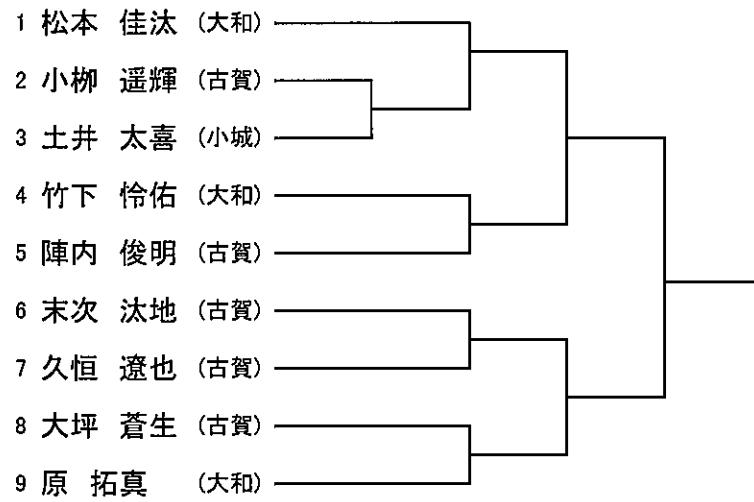 1 松本 佳汰 (大和)
2 小栁 遥輝 (古賀)
3 土井 太喜 (小城)
4 竹下 怜佑 (大和)
5 陣内 俊明 (古賀)
6 末次 汰地 (古賀)
7 久恒 遼也 (古賀)
8 大坪 蒼生 (古賀)
9 原 拓真 (大和)